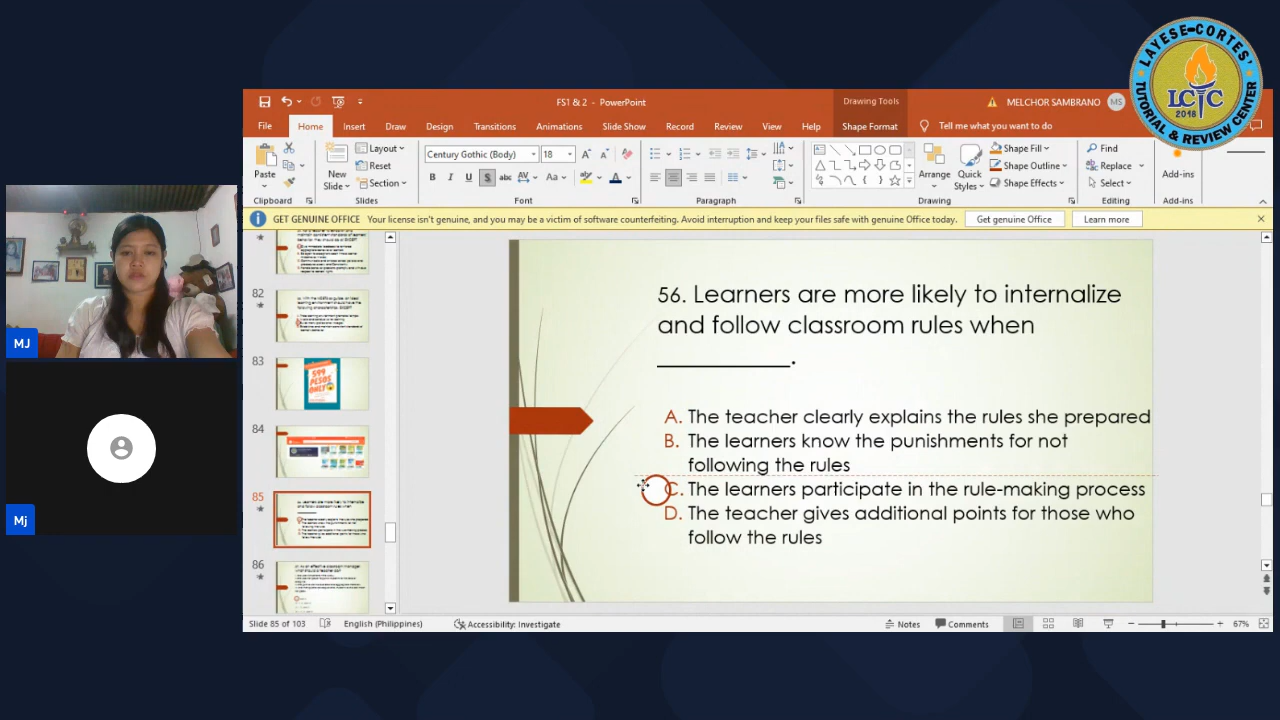 LAYESE-CORTES'
LCTC
2018
TUTORIAL & REVIEW CENTER
FS1 & 2 - PowerPoint
Drawing Tools
MELCHOR SAMBRANO
MS
File Home Insert Draw Design Transitions Animations Slide Show Record Review View Help Shape Format Tell me what you want to do
Paste
New
Slide
Layout
Reset
Section
Century Gothic (Body) 18
B I U S abc AV Aa A
Arrange
Quick
Styles
Shape Fill
Shape Outline
Shape Effects
Find
Replace
Select
Add-ins
Clipboard Slides Font Paragraph Drawing Editing Add-ins
GET GENUINE OFFICE Your license isn't genuine, and you may be a victim of software counterfeiting. Avoid interruption and keep your files safe with genuine Office today. Get genuine Office Learn more
82
83
599
PESOS
ONLY
84
85
86
56. Learners are more likely to internalize
and follow classroom rules when
____________.
A. The teacher clearly explains the rules she prepared
B. The learners know the punishments for not
following the rules
C. The learners participate in the rule-making process
D. The teacher gives additional points for those who
follow the rules
MJ
Mj
Slide 85 of 103 English (Philippines) Accessibility: Investigate Notes Comments 67%